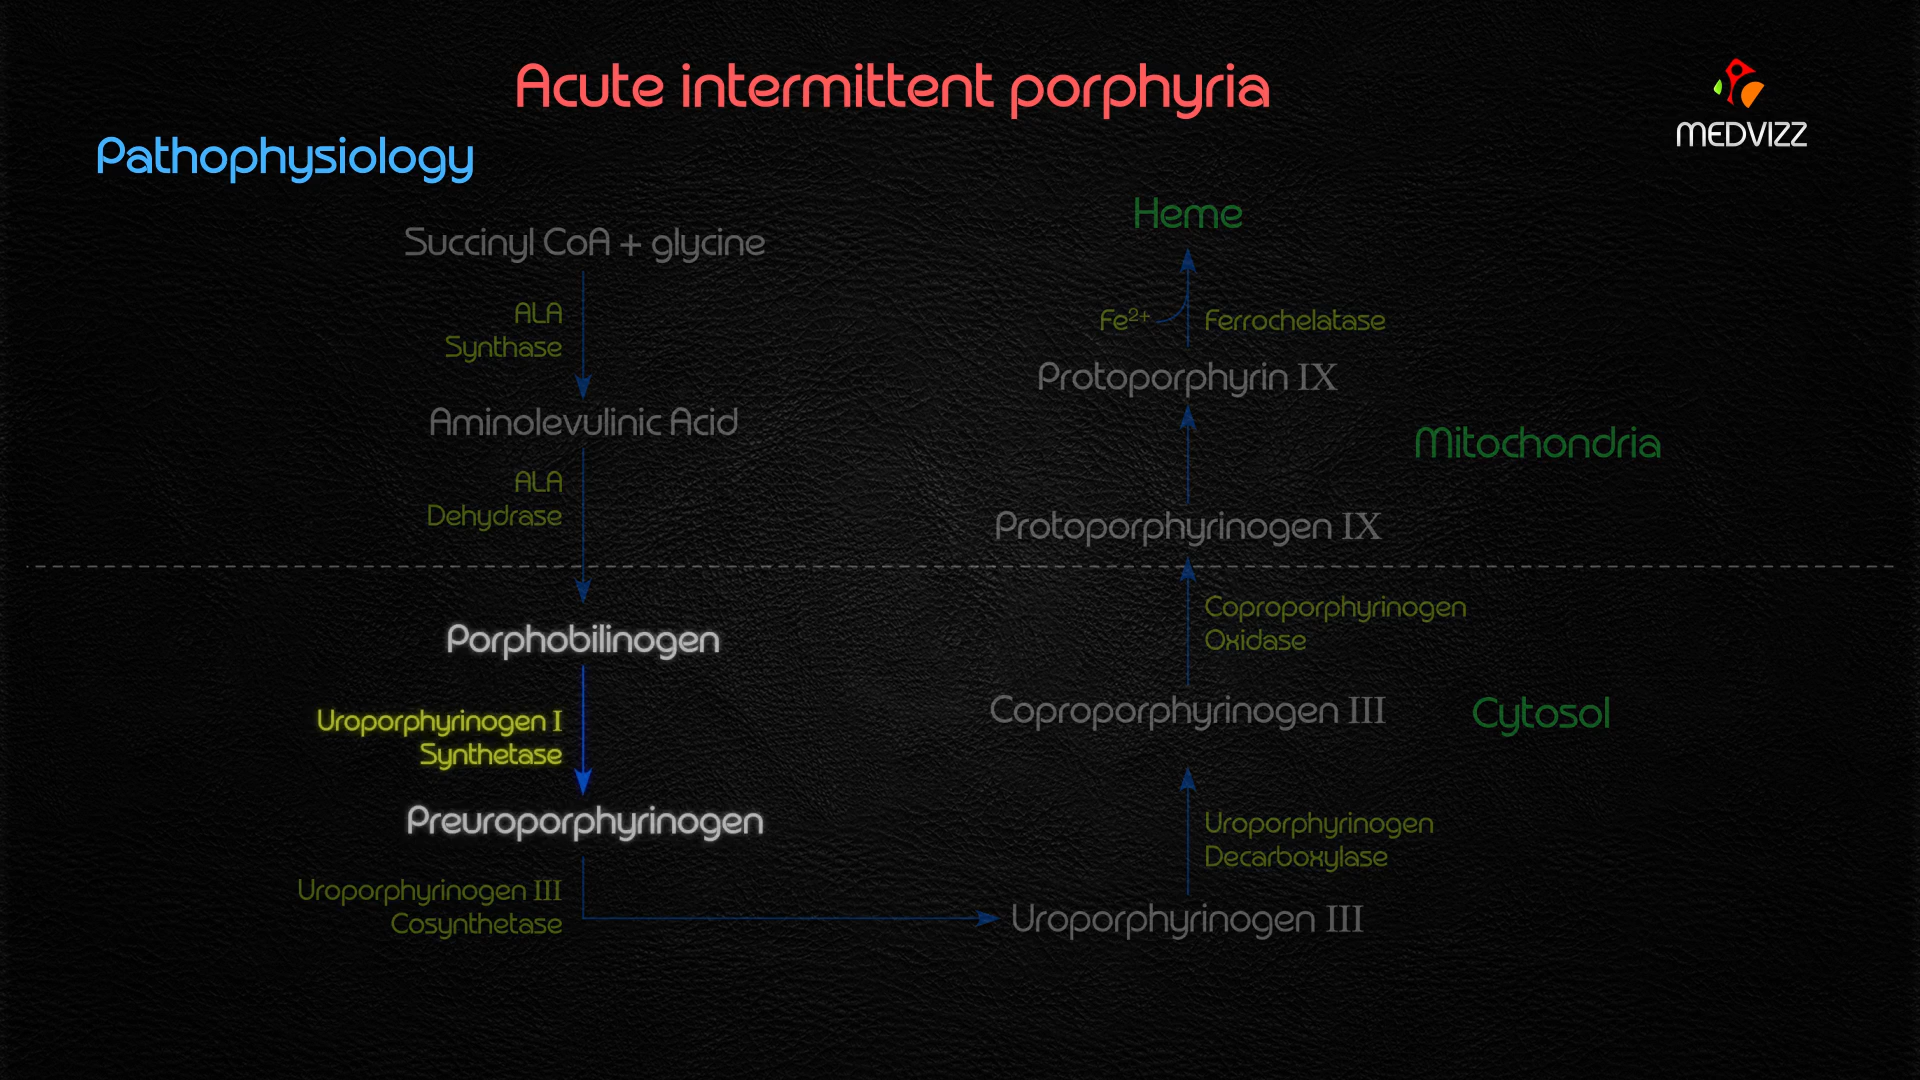 Acute intermittent porphyria
MEDVIZZ
Pathophysiology
Succinyl CoA + glycine
ALA
Synthase
Aminolevulinic Acid
ALA
Dehydrase
Porphobilinogen
Uroporphyrinogen I
Synthetase
Preuroporphyrinogen
Uroporphyrinogen III
Cosynthetase
Heme
Fe²⁺ Ferrochelatase
Protoporphyrin IX
Mitochondria
Protoporphyrinogen IX
Coproporphyrinogen
Oxidase
Coproporphyrinogen III
Cytosol
Uroporphyrinogen
Decarboxylase
Uroporphyrinogen III